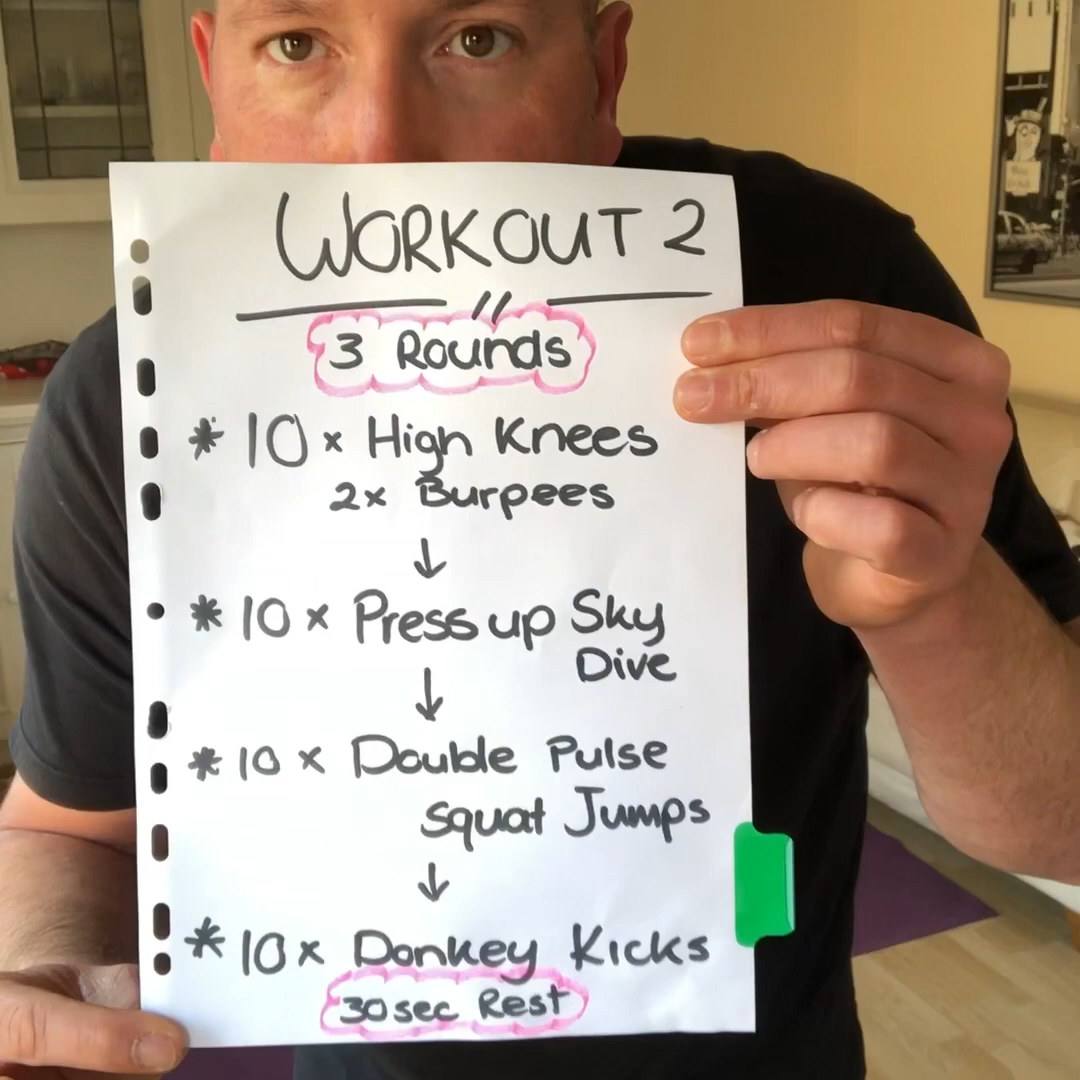 WORKOUT 2
3 Rounds
* 10 x High Knees
2x Burpees
↓
* 10 x Press up Sky
Dive
↓
* 10 x Double Pulse
Squat Jumps
↓
* 10 x Donkey Kicks
30sec Rest